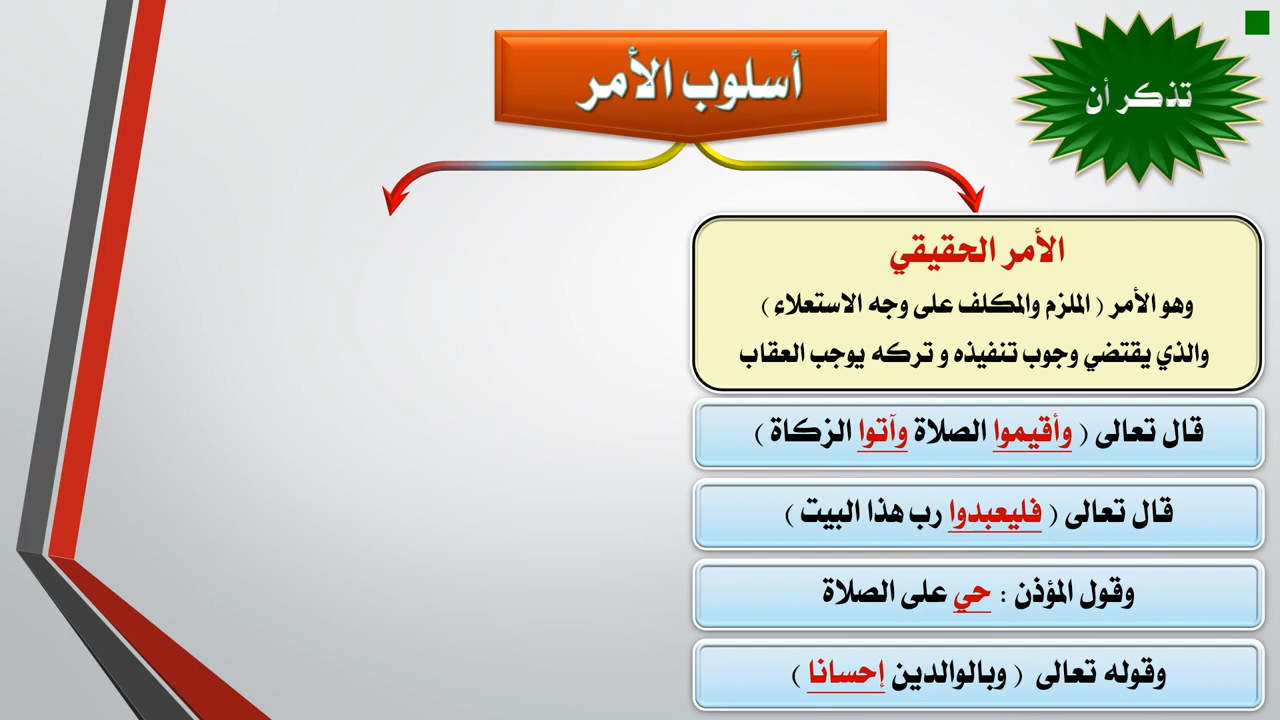 تذكر أن
أسلوب الأمر
الأمر الحقيقي
وهو الأمر ( الملزم والمكلف على وجه الاستعلاء )
والذي يقتضي وجوب تنفيذه و تركه يوجب العقاب
قال تعالى ( وأقيموا الصلاة وآتوا الزكاة )
قال تعالى ( فليعبدوا رب هذا البيت )
وقول المؤذن : حي على الصلاة
وقوله تعالى ( وبالوالدين إحسانا )